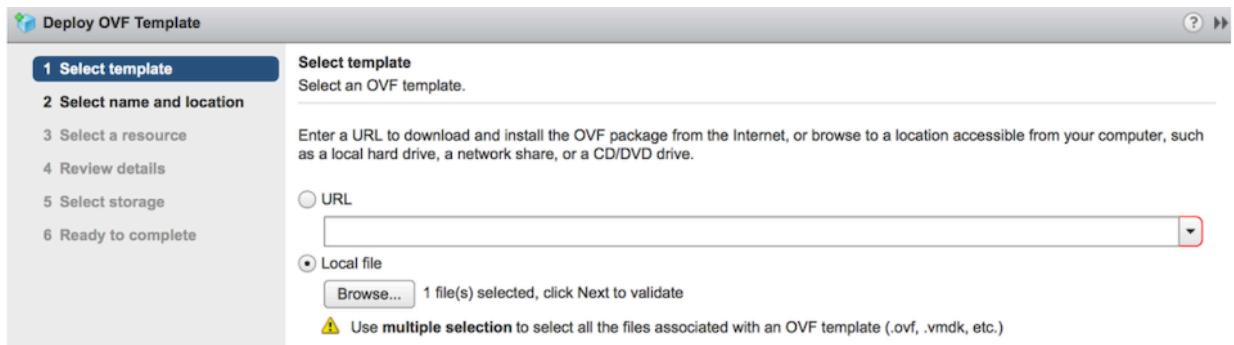 Deploy OVF Template
?
1 Select template
2 Select name and location
3 Select a resource
4 Review details
5 Select storage
6 Ready to complete
Select template
Select an OVF template.
Enter a URL to download and install the OVF package from the Internet, or browse to a location accessible from your computer, such
as a local hard drive, a network share, or a CD/DVD drive.
URL
Local file
Browse... 1 file(s) selected, click Next to validate
Use multiple selection to select all the files associated with an OVF template (.ovf, .vmdk, etc.)